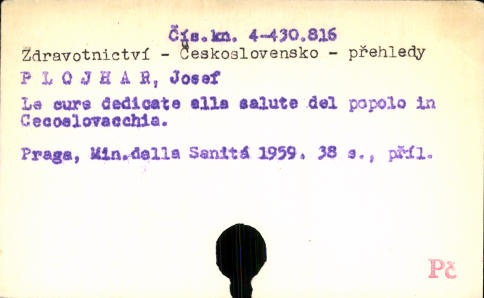 Čís.kn. 4-430.816
Zdravotnictví - Československo - přehledy
P L O J H A R, Josef
Le cure dedicate alla salute del popolo in
Cecoslovacchia.
Praga, Min.della Sanitá 1959. 38 s., příl.
Pč